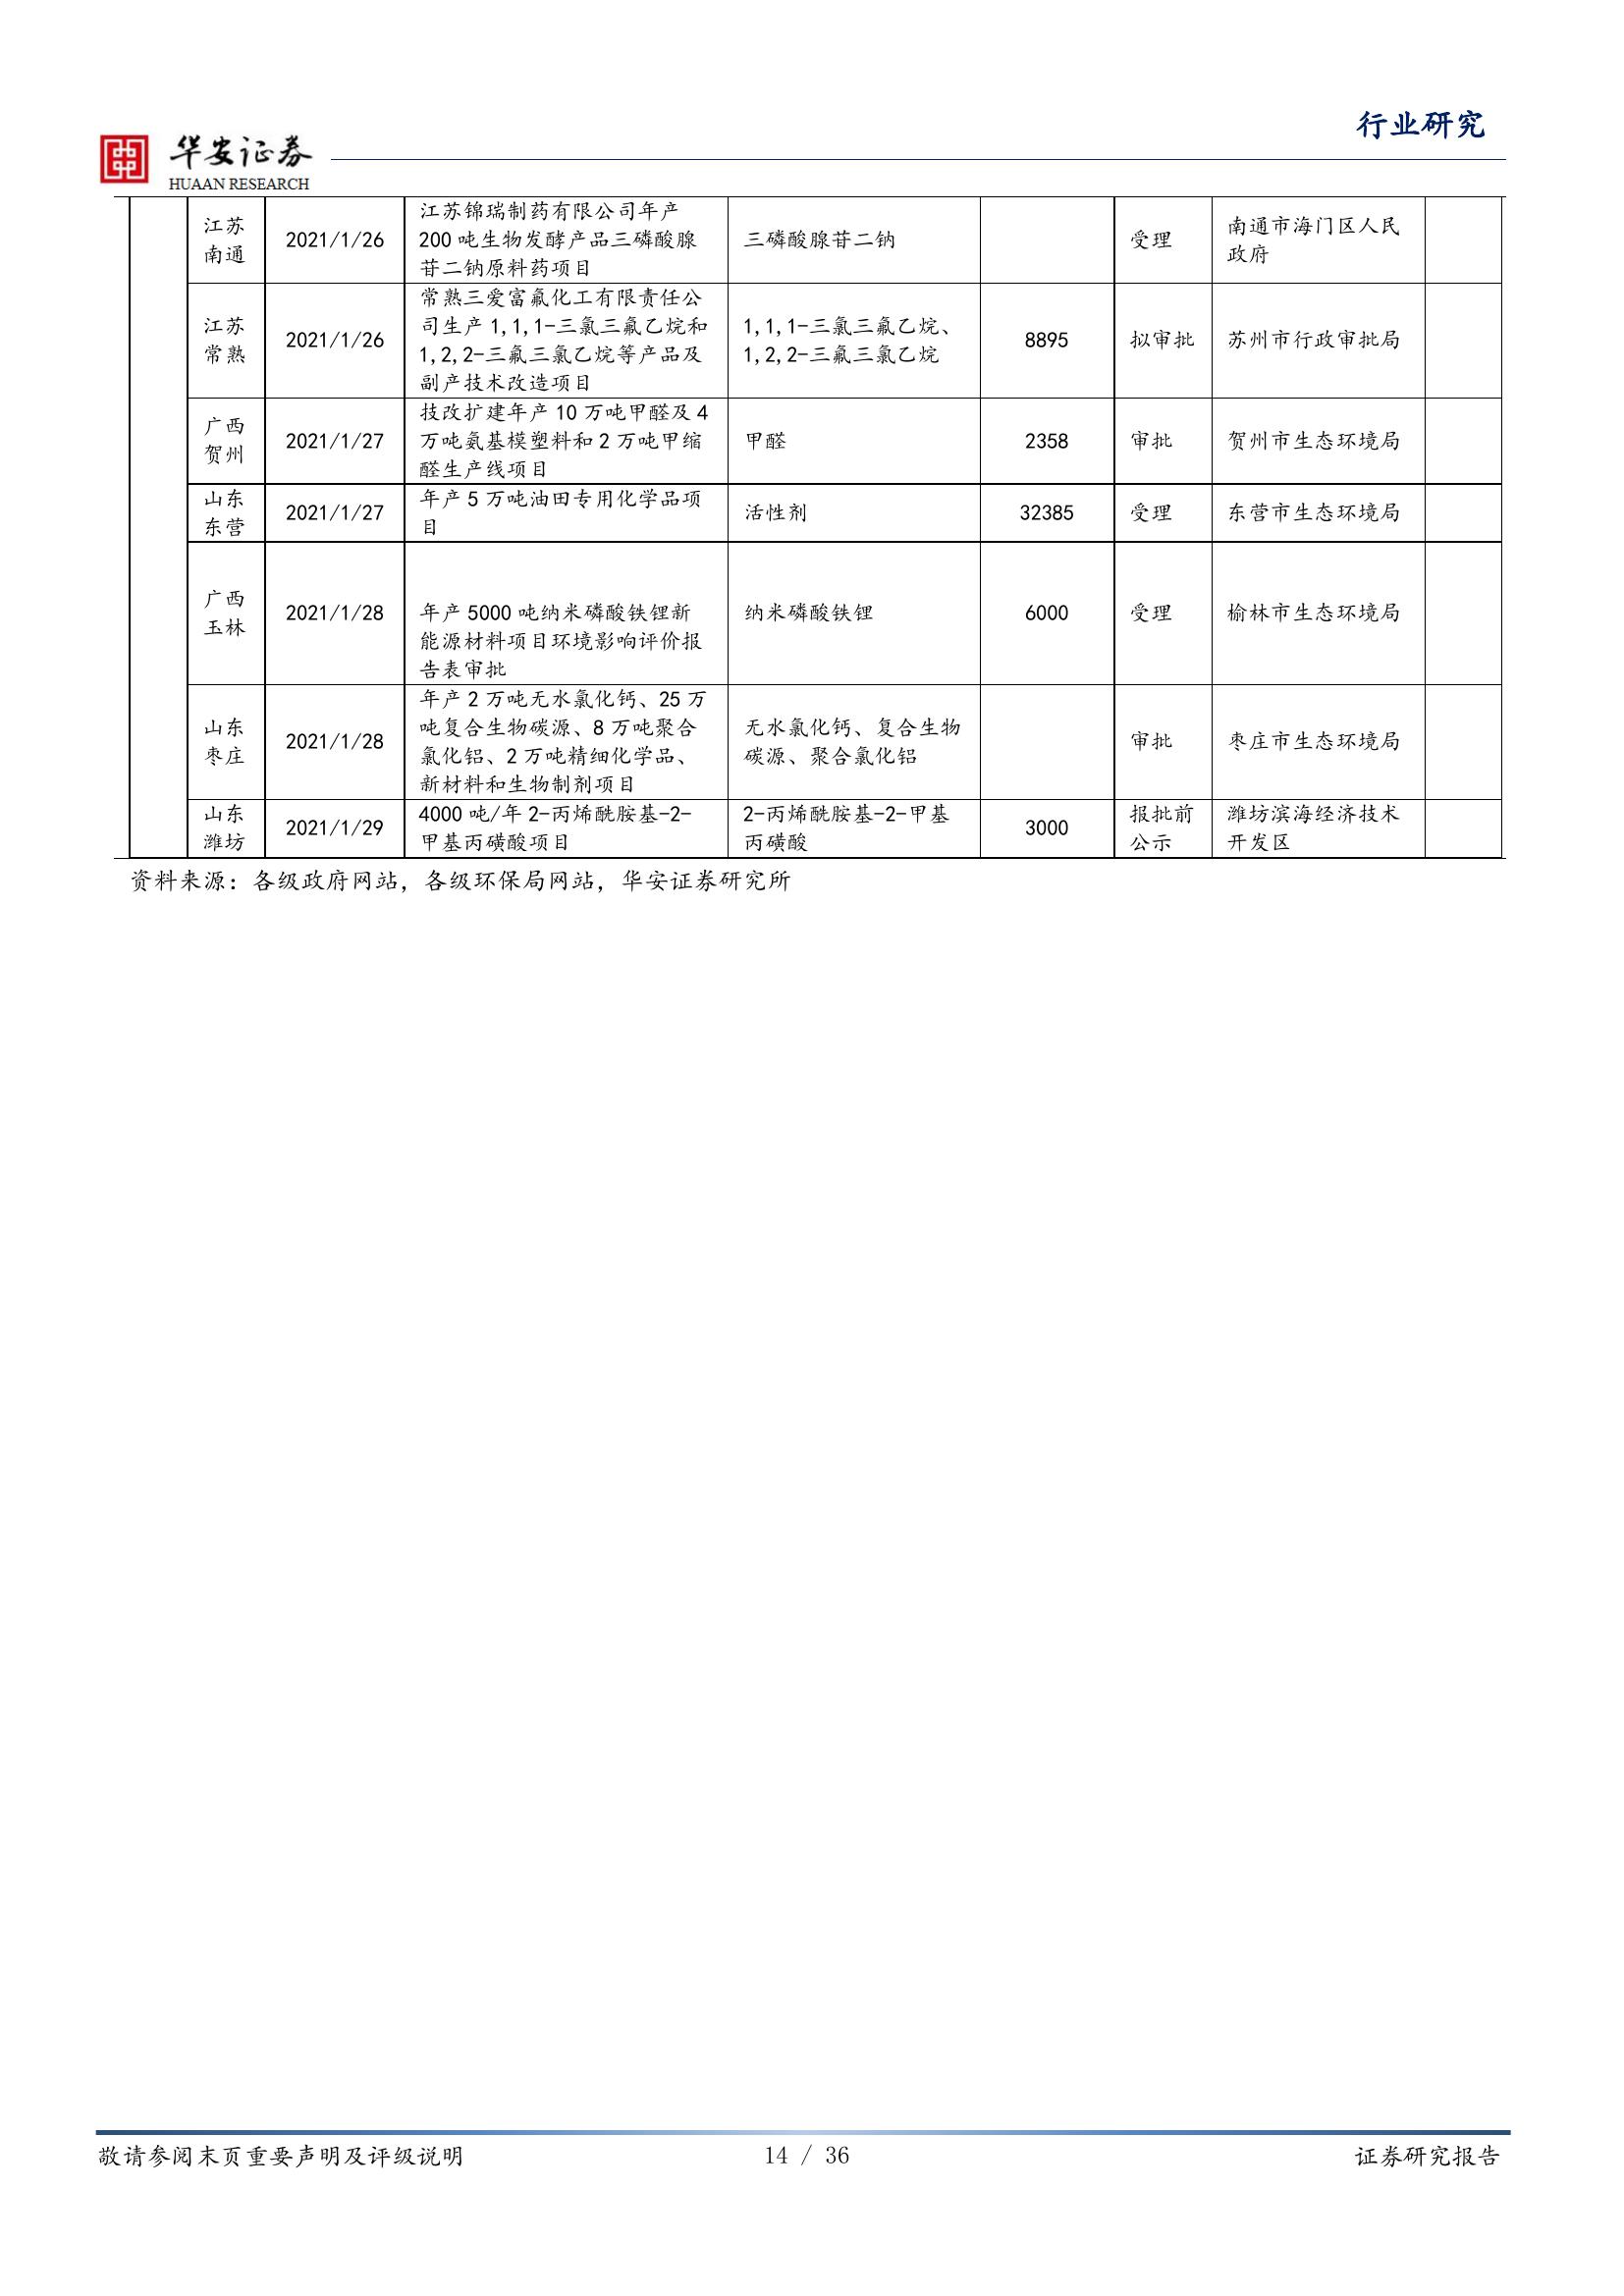 行业研究
华安证券
HUAAN RESEARCH
江苏
南通
2021/1/26
江苏锦瑞制药有限公司年产
200 吨生物发酵产品三磷酸腺
苷二钠原料药项目
三磷酸腺苷二钠
受理
南通市海门区人民
政府
江苏
常熟
2021/1/26
常熟三爱富氟化工有限责任公
司生产 1,1,1-三氯三氟乙烷和
1,2,2-三氟三氯乙烷等产品及
副产技术改造项目
1,1,1-三氯三氟乙烷、
1,2,2-三氟三氯乙烷
8895
拟审批
苏州市行政审批局
广西
贺州
2021/1/27
技改扩建年产 10 万吨甲醛及 4
万吨氨基模塑料和 2 万吨甲缩
醛生产线项目
甲醛
2358
审批
贺州市生态环境局
山东
东营
2021/1/27
年产 5 万吨油田专用化学品项
目
活性剂
32385
受理
东营市生态环境局
广西
玉林
2021/1/28
年产 5000 吨纳米磷酸铁锂新
能源材料项目环境影响评价报
告表审批
纳米磷酸铁锂
6000
受理
榆林市生态环境局
山东
枣庄
2021/1/28
年产 2 万吨无水氯化钙、25 万
吨复合生物碳源、8 万吨聚合
氯化铝、2 万吨精细化学品、
新材料和生物制剂项目
无水氯化钙、复合生物
碳源、聚合氯化铝
审批
枣庄市生态环境局
山东
潍坊
2021/1/29
4000 吨/年 2-丙烯酰胺基-2-
甲基丙磺酸项目
2-丙烯酰胺基-2-甲基
丙磺酸
3000
报批前
公示
潍坊滨海经济技术
开发区
资料来源：各级政府网站，各级环保局网站，华安证券研究所
敬请参阅末页重要声明及评级说明
14 / 36
证券研究报告